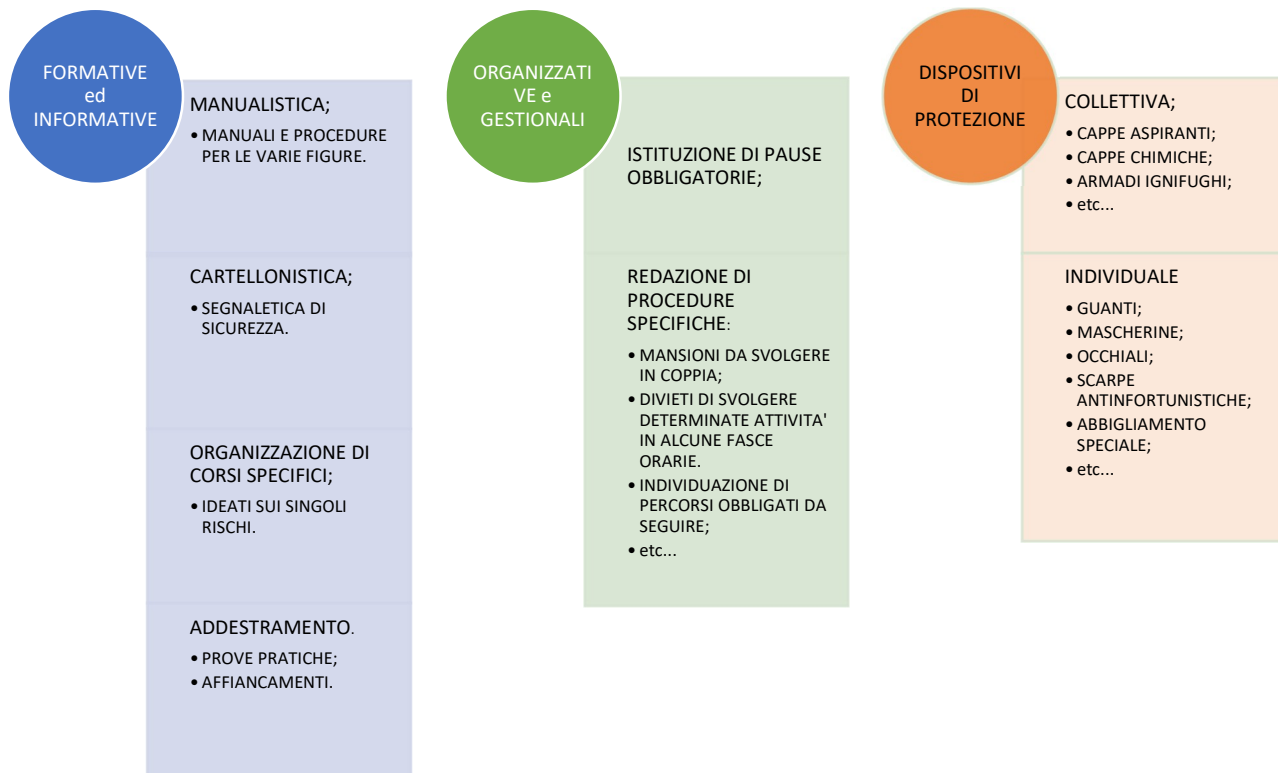 FORMATIVE
ed
INFORMATIVE
MANUALISTICA;
• MANUALI E PROCEDURE
PER LE VARIE FIGURE.
CARTELLONISTICA;
• SEGNALETICA DI
SICUREZZA.
ORGANIZZAZIONE DI
CORSI SPECIFICI;
• IDEATI SUI SINGOLI
RISCHI.
ADDESTRAMENTO.
• PROVE PRATICHE;
• AFFIANCAMENTI.
ORGANIZZATI
VE e
GESTIONALI
ISTITUZIONE DI PAUSE
OBBLIGATORIE;
REDAZIONE DI
PROCEDURE
SPECIFICHE:
• MANSIONI DA SVOLGERE
IN COPPIA;
• DIVIETI DI SVOLGERE
DETERMINATE ATTIVITA'
IN ALCUNE FASCE
ORARIE.
• INDIVIDUAZIONE DI
PERCORSI OBBLIGATI DA
SEGUIRE;
• etc...
DISPOSITIVI
DI
PROTEZIONE
COLLETTIVA;
• CAPPE ASPIRANTI;
• CAPPE CHIMICHE;
• ARMADI IGNIFUGHI;
• etc...
INDIVIDUALE
• GUANTI;
• MASCHERINE;
• OCCHIALI;
• SCARPE
ANTINFORTUNISTICHE;
• ABBIGLIAMENTO
SPECIALE;
• etc...